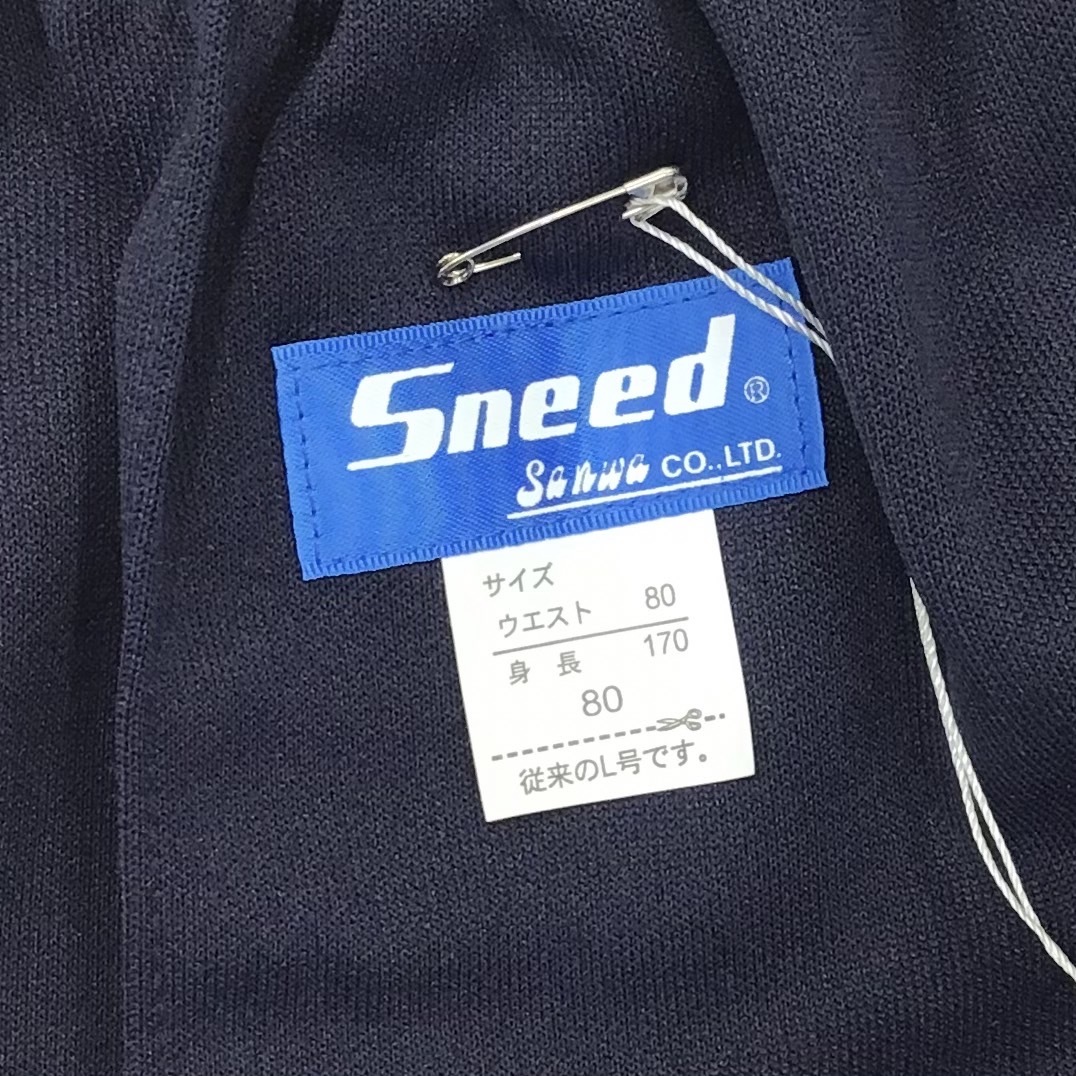 Sneed®
Sanwa CO.,LTD.
サイズ
ウエスト 80
身 長 170
80
従来のL号です。